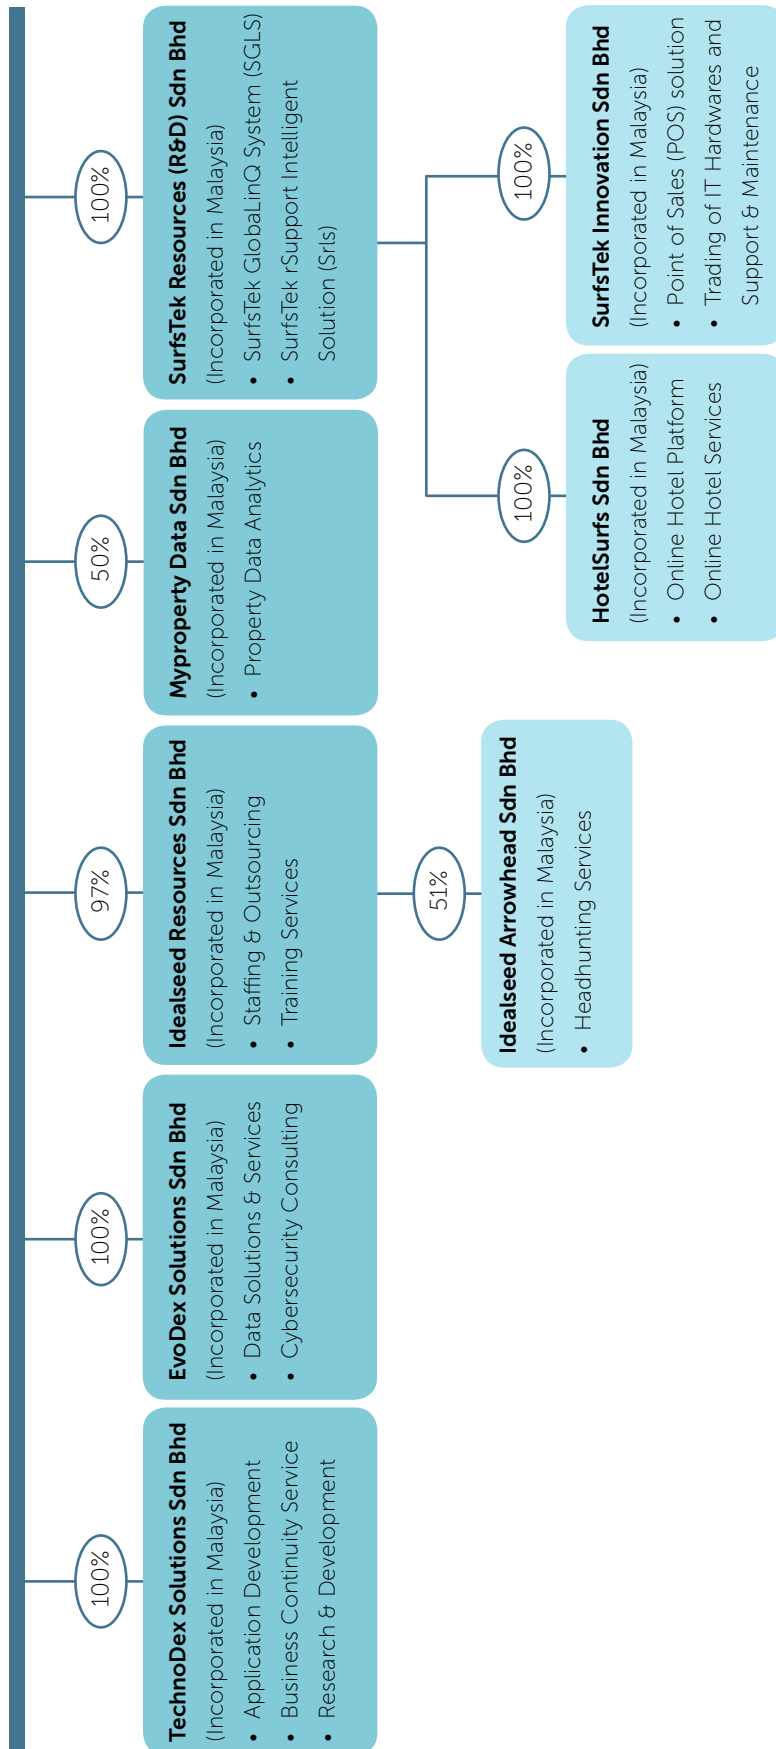 100%
TechnoDex Solutions Sdn Bhd
(Incorporated in Malaysia)
• Application Development
• Business Continuity Service
• Research & Development
100%
EvoDex Solutions Sdn Bhd
(Incorporated in Malaysia)
• Data Solutions & Services
• Cybersecurity Consulting
97%
Idealseed Resources Sdn Bhd
(Incorporated in Malaysia)
• Staffing & Outsourcing
• Training Services
51%
Idealseed Arrowhead Sdn Bhd
(Incorporated in Malaysia)
• Headhunting Services
50%
Myproperty Data Sdn Bhd
(Incorporated in Malaysia)
• Property Data Analytics
100%
SurfsTek Resources (R&D) Sdn Bhd
(Incorporated in Malaysia)
• SurfsTek GlobaLinQ System (SGLS)
• SurfsTek rSupport Intelligent
Solution (SrIs)
100%
HotelSurfs Sdn Bhd
(Incorporated in Malaysia)
• Online Hotel Platform
• Online Hotel Services
100%
SurfsTek Innovation Sdn Bhd
(Incorporated in Malaysia)
• Point of Sales (POS) solution
• Trading of IT Hardwares and
Support & Maintenance